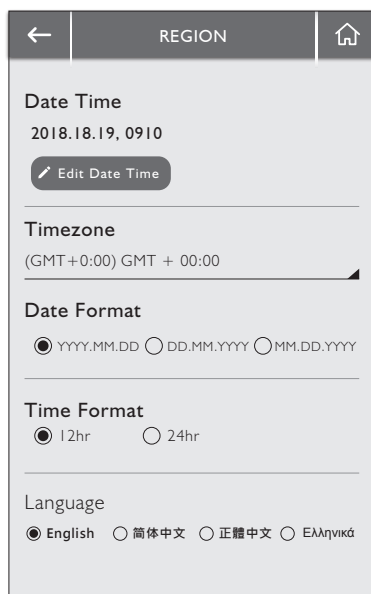 REGION
Date Time
2018.18.19, 0910
Edit Date Time
Timezone
(GMT+0:00) GMT + 00:00
Date Format
YYYY.MM.DD DD.MM.YYYY MM.DD.YYYY
Time Format
12hr 24hr
Language
English 简体中文 正體中文 Ελληνικά